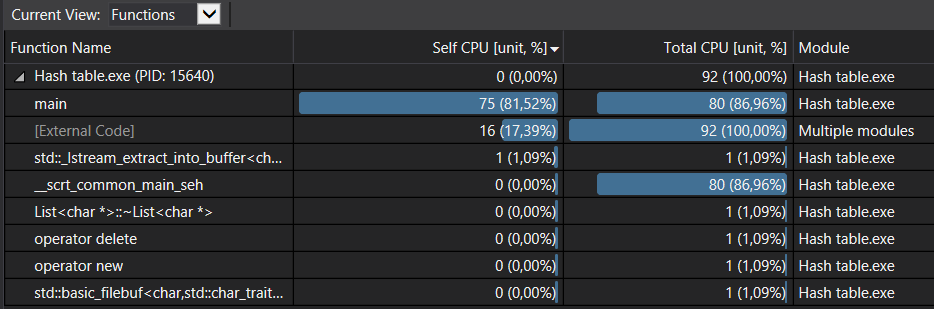 Current View: Functions
Function Name Self CPU [unit, %] Total CPU [unit, %] Module
Hash table.exe (PID: 15640) 0 (0,00%) 92 (100,00%) Hash table.exe
main 75 (81,52%) 80 (86,96%) Hash table.exe
[External Code] 16 (17,39%) 92 (100,00%) Multiple modules
std::_lstream_extract_into_buffer<ch... 1 (1,09%) 1 (1,09%) Hash table.exe
__scrt_common_main_seh 0 (0,00%) 80 (86,96%) Hash table.exe
List<char *>::~List<char *> 0 (0,00%) 1 (1,09%) Hash table.exe
operator delete 0 (0,00%) 1 (1,09%) Hash table.exe
operator new 0 (0,00%) 1 (1,09%) Hash table.exe
std::basic_filebuf<char,std::char_trait... 0 (0,00%) 1 (1,09%) Hash table.exe